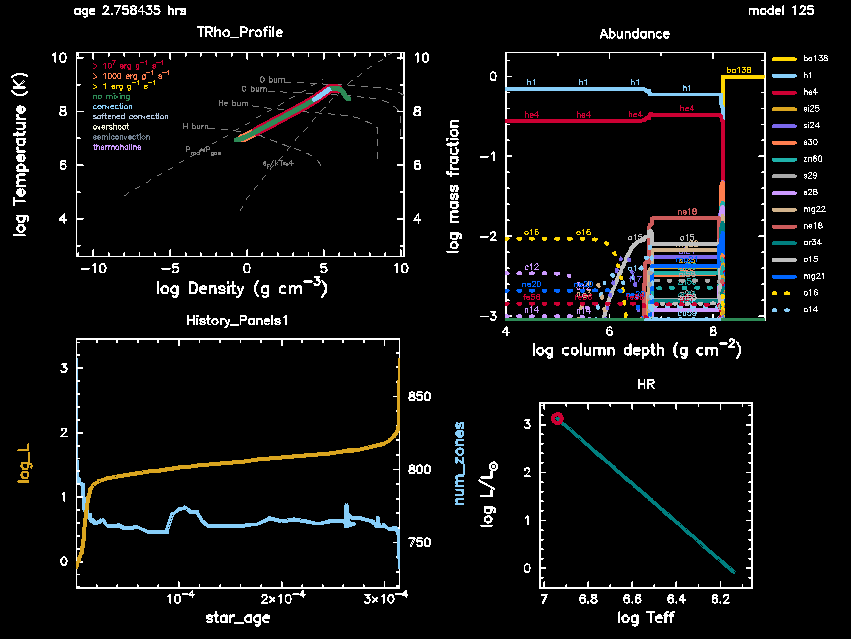 age 2.758435 hrs
model 125
TRho_Profile
> 10⁷ erg g⁻¹ s⁻¹
> 1000 erg g⁻¹ s⁻¹
> 1 erg g⁻¹ s⁻¹
no mixing
convection
softened convection
overshoot
semiconvection
thermohaline
O burn
C burn
He burn
H burn
10
8
6
4
10
8
6
4
log Temperature (K)
−10
−5
0
5
10
log Density (g cm⁻³)
Abundance
0
−1
−2
−3
log mass fraction
h1
h1
h1
h1
he4
he4
he4
he4
ba138
ne18
o16
o16
o15
o15
c12
ne20
fe56
n14
4
6
8
log column depth (g cm⁻²)
ba138
h1
he4
si25
si24
s30
zn60
s29
s28
mg22
ne18
ar34
o15
mg21
o16
o14
History_Panels1
3
2
1
0
log_L
850
800
750
num_zones
10⁻⁴
2×10⁻⁴
3×10⁻⁴
star_age
HR
3
2
1
0
log L/L☉
7
6.8
6.6
6.4
6.2
log Teff